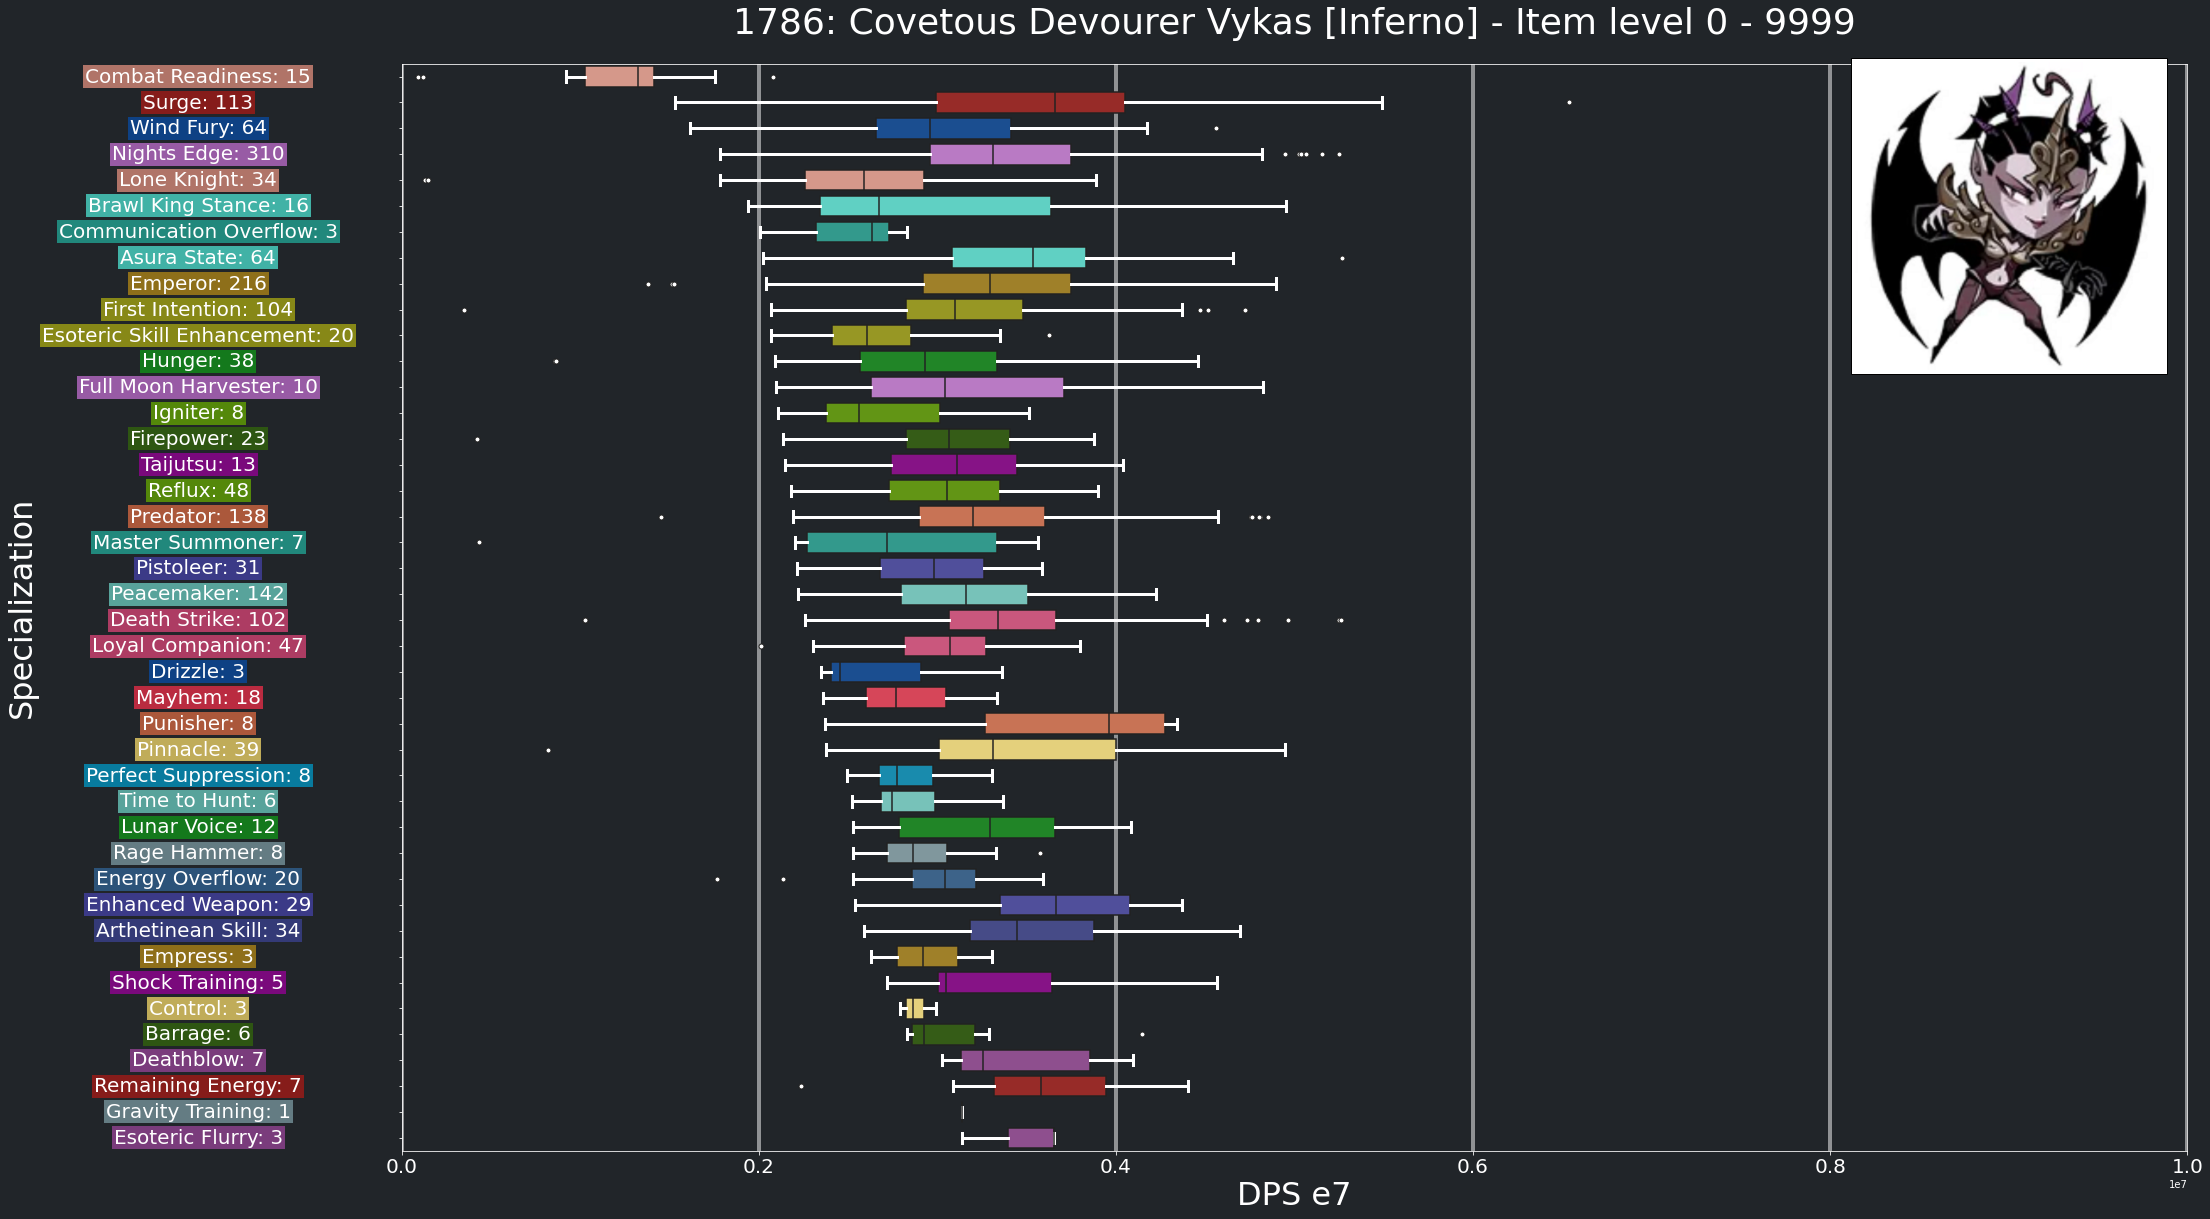 1786: Covetous Devourer Vykas [Inferno] - Item level 0 - 9999
Combat Readiness: 15
Surge: 113
Wind Fury: 64
Nights Edge: 310
Lone Knight: 34
Brawl King Stance: 16
Communication Overflow: 3
Asura State: 64
Emperor: 216
First Intention: 104
Esoteric Skill Enhancement: 20
Hunger: 38
Full Moon Harvester: 10
Igniter: 8
Firepower: 23
Taijutsu: 13
Reflux: 48
Predator: 138
Master Summoner: 7
Pistoleer: 31
Peacemaker: 142
Death Strike: 102
Loyal Companion: 47
Drizzle: 3
Mayhem: 18
Punisher: 8
Pinnacle: 39
Perfect Suppression: 8
Time to Hunt: 6
Lunar Voice: 12
Rage Hammer: 8
Energy Overflow: 20
Enhanced Weapon: 29
Arthetinean Skill: 34
Empress: 3
Shock Training: 5
Control: 3
Barrage: 6
Deathblow: 7
Remaining Energy: 7
Gravity Training: 1
Esoteric Flurry: 3
Specialization
0.0 0.2 0.4 0.6 0.8 1.0
1e7
DPS e7